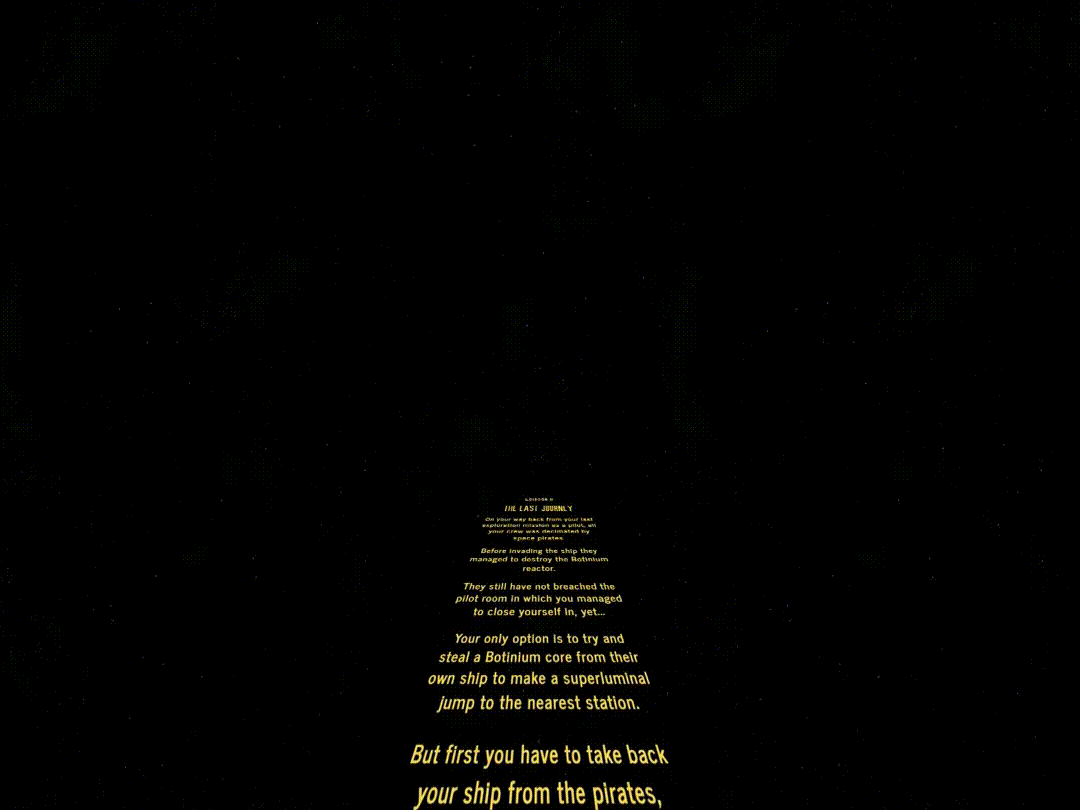 THE LAST JOURNEY
On your way back from your last
exploration mission as a pilot, all
your crew was decimated by
space pirates.
Before invading the ship they
managed to destroy the Botinium
reactor.
They still have not breached the
pilot room in which you managed
to close yourself in, yet...
Your only option is to try and
steal a Botinium core from their
own ship to make a superluminal
jump to the nearest station.
But first you have to take back
your ship from the pirates,